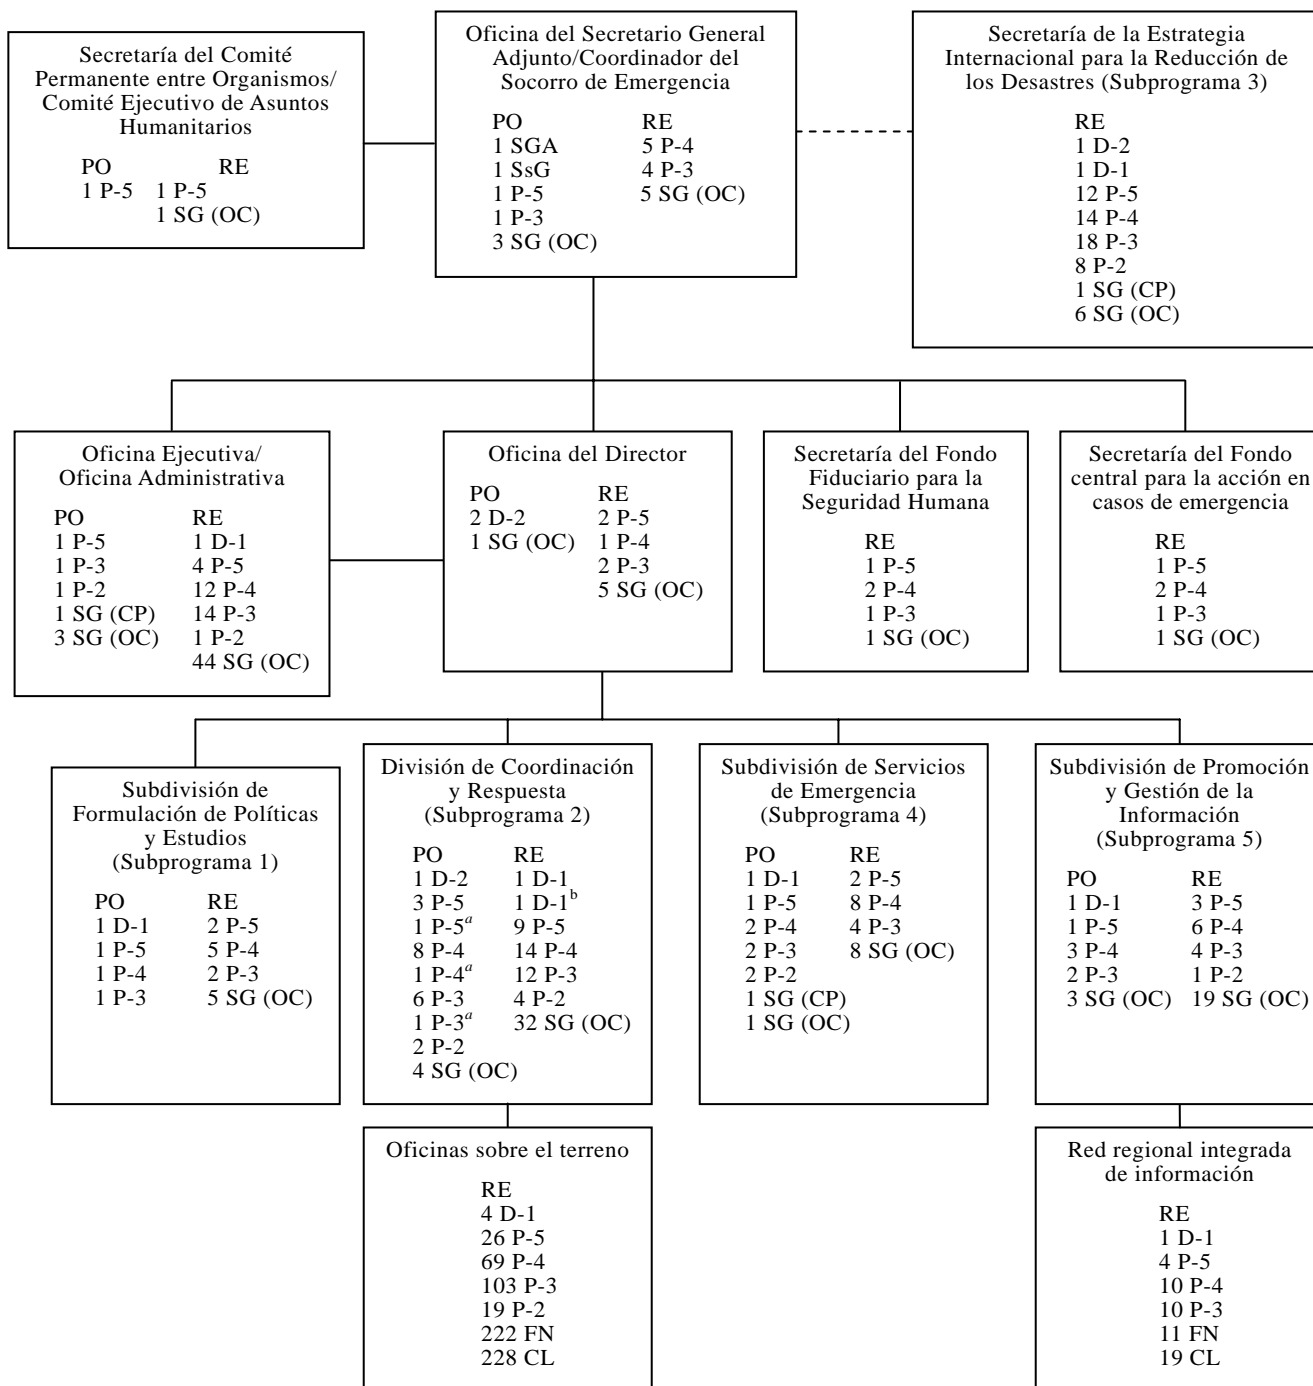 Secretaría del Comité
Permanente entre Organismos/
Comité Ejecutivo de Asuntos
Humanitarios
PO RE
1 P-5 1 P-5
1 SG (OC)
Oficina del Secretario General
Adjunto/Coordinador del
Socorro de Emergencia
PO RE
1 SGA 5 P-4
1 SsG 4 P-3
1 P-5 5 SG (OC)
1 P-3
3 SG (OC)
Secretaría de la Estrategia
Internacional para la Reducción de
los Desastres (Subprograma 3)
RE
1 D-2
1 D-1
12 P-5
14 P-4
18 P-3
8 P-2
1 SG (CP)
6 SG (OC)
Oficina Ejecutiva/
Oficina Administrativa
PO RE
1 P-5 1 D-1
1 P-3 4 P-5
1 P-2 12 P-4
1 SG (CP) 14 P-3
3 SG (OC) 1 P-2
44 SG (OC)
Oficina del Director
PO RE
2 D-2 2 P-5
1 SG (OC) 1 P-4
2 P-3
5 SG (OC)
Secretaría del Fondo
Fiduciario para la
Seguridad Humana
RE
1 P-5
2 P-4
1 P-3
1 SG (OC)
Secretaría del Fondo
central para la acción en
casos de emergencia
RE
1 P-5
2 P-4
1 P-3
1 SG (OC)
Subdivisión de
Formulación de Políticas
y Estudios
(Subprograma 1)
PO RE
1 D-1 2 P-5
1 P-5 5 P-4
1 P-4 2 P-3
1 P-3 5 SG (OC)
División de Coordinación
y Respuesta
(Subprograma 2)
PO RE
1 D-2 1 D-1
3 P-5 1 D-1b
1 P-5a 9 P-5
8 P-4 14 P-4
1 P-4a 12 P-3
6 P-3 4 P-2
1 P-3a 32 SG (OC)
2 P-2
4 SG (OC)
Subdivisión de Servicios
de Emergencia
(Subprograma 4)
PO RE
1 D-1 2 P-5
1 P-5 8 P-4
2 P-4 4 P-3
2 P-3 8 SG (OC)
2 P-2
1 SG (CP)
1 SG (OC)
Subdivisión de Promoción
y Gestión de la
Información
(Subprograma 5)
PO RE
1 D-1 3 P-5
1 P-5 6 P-4
3 P-4 4 P-3
2 P-3 1 P-2
3 SG (OC) 19 SG (OC)
Oficinas sobre el terreno
RE
4 D-1
26 P-5
69 P-4
103 P-3
19 P-2
222 FN
228 CL
Red regional integrada
de información
RE
1 D-1
4 P-5
10 P-4
10 P-3
11 FN
19 CL